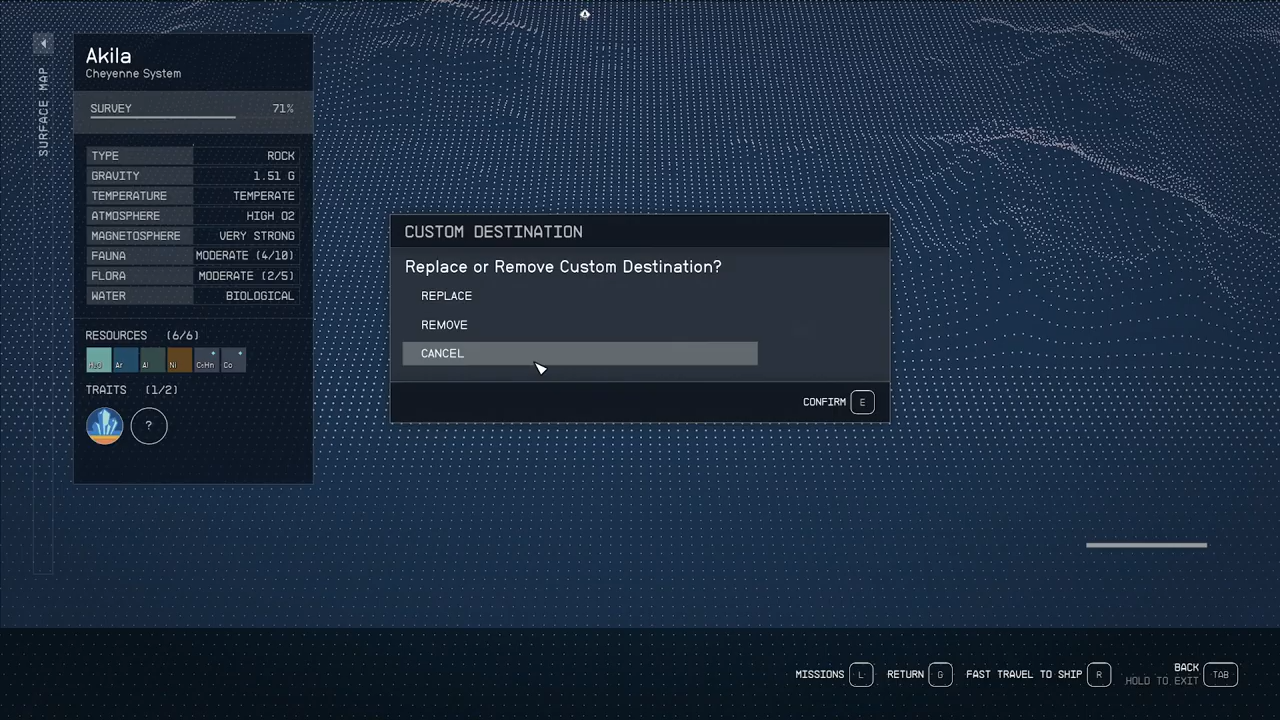 Akila
Cheyenne System
SURFACE MAP
SURVEY 71%
TYPE ROCK
GRAVITY 1.51 G
TEMPERATURE TEMPERATE
ATMOSPHERE HIGH O2
MAGNETOSPHERE VERY STRONG
FAUNA MODERATE (4/10)
FLORA MODERATE (2/5)
WATER BIOLOGICAL
RESOURCES (6/6)
H2O Ar Al Ni CoHn Co
TRAITS (1/2)
?
CUSTOM DESTINATION
Replace or Remove Custom Destination?
REPLACE
REMOVE
CANCEL
CONFIRM E
MISSIONS L RETURN G FAST TRAVEL TO SHIP R BACK TAB
HOLD TO EXIT